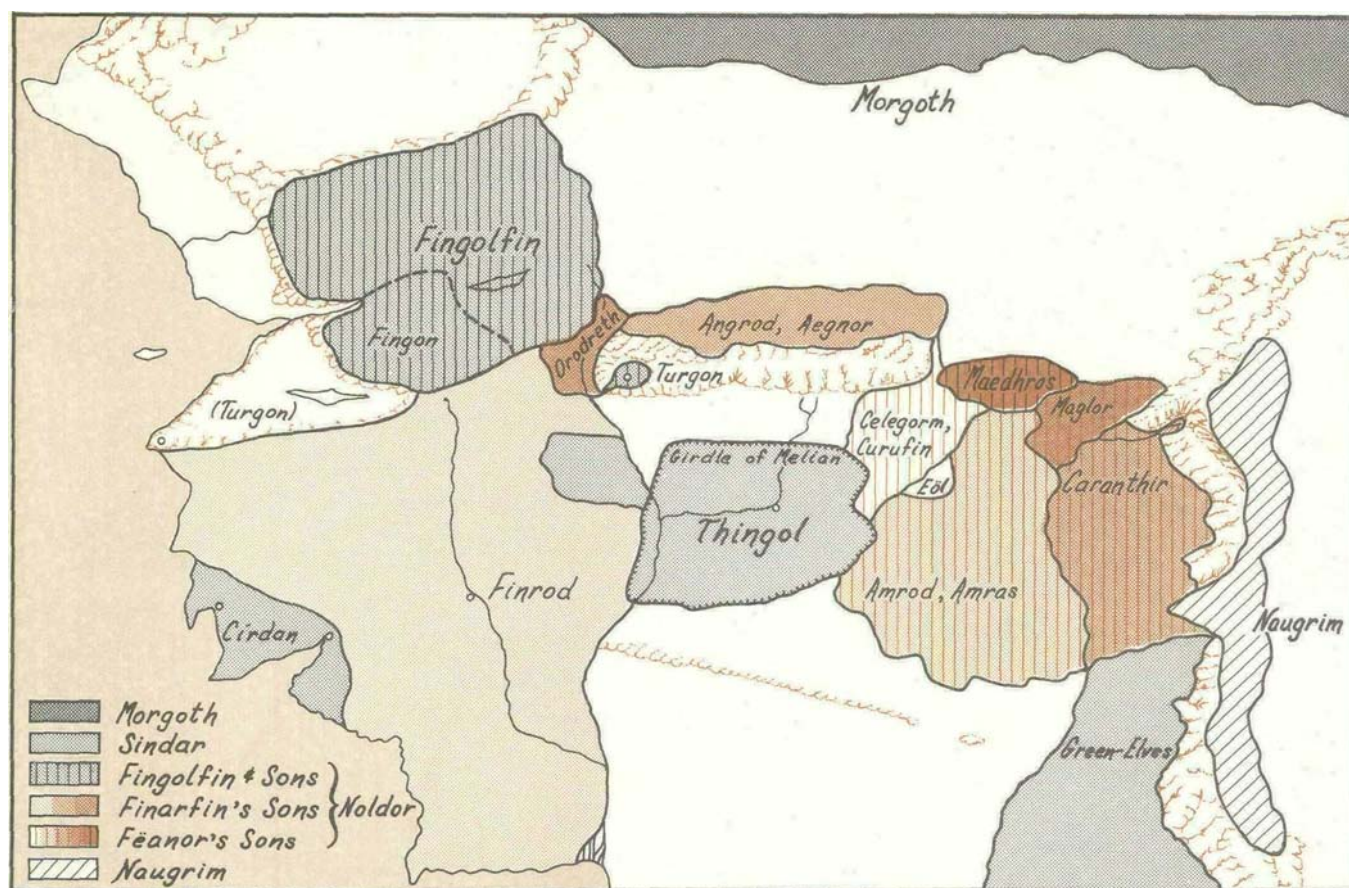 Morgoth
Fingolfin
Fingon
Orodreth
Angrod, Aegnor
Turgon
(Turgon)
Maedhros
Maglor
Celegorm,
Curufin
Girdle of Melian
Eöl
Caranthir
Thingol
Finrod
Amrod, Amras
Círdan
Naugrim
Green-Elves
Morgoth
Sindar
Fingolfin & Sons
Finarfin's Sons } Noldor
Fëanor's Sons
Naugrim